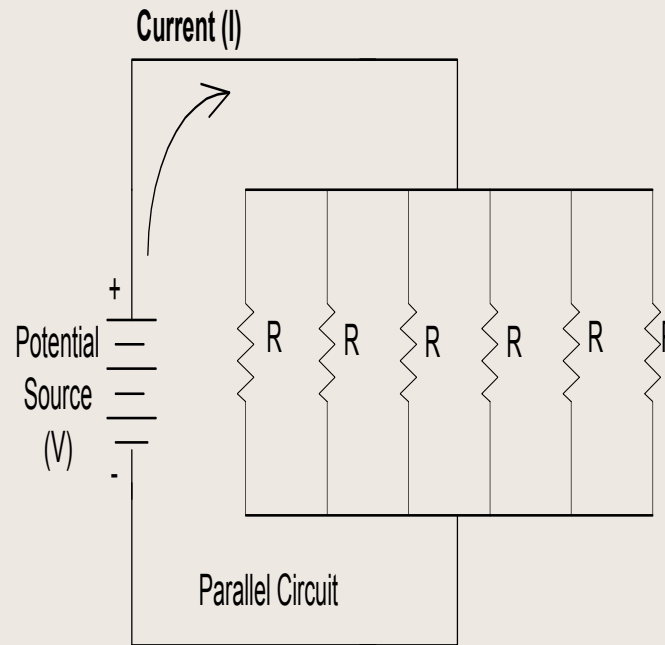 Current (I)
+
Potential
Source
(V)
-
R R R R R
Parallel Circuit